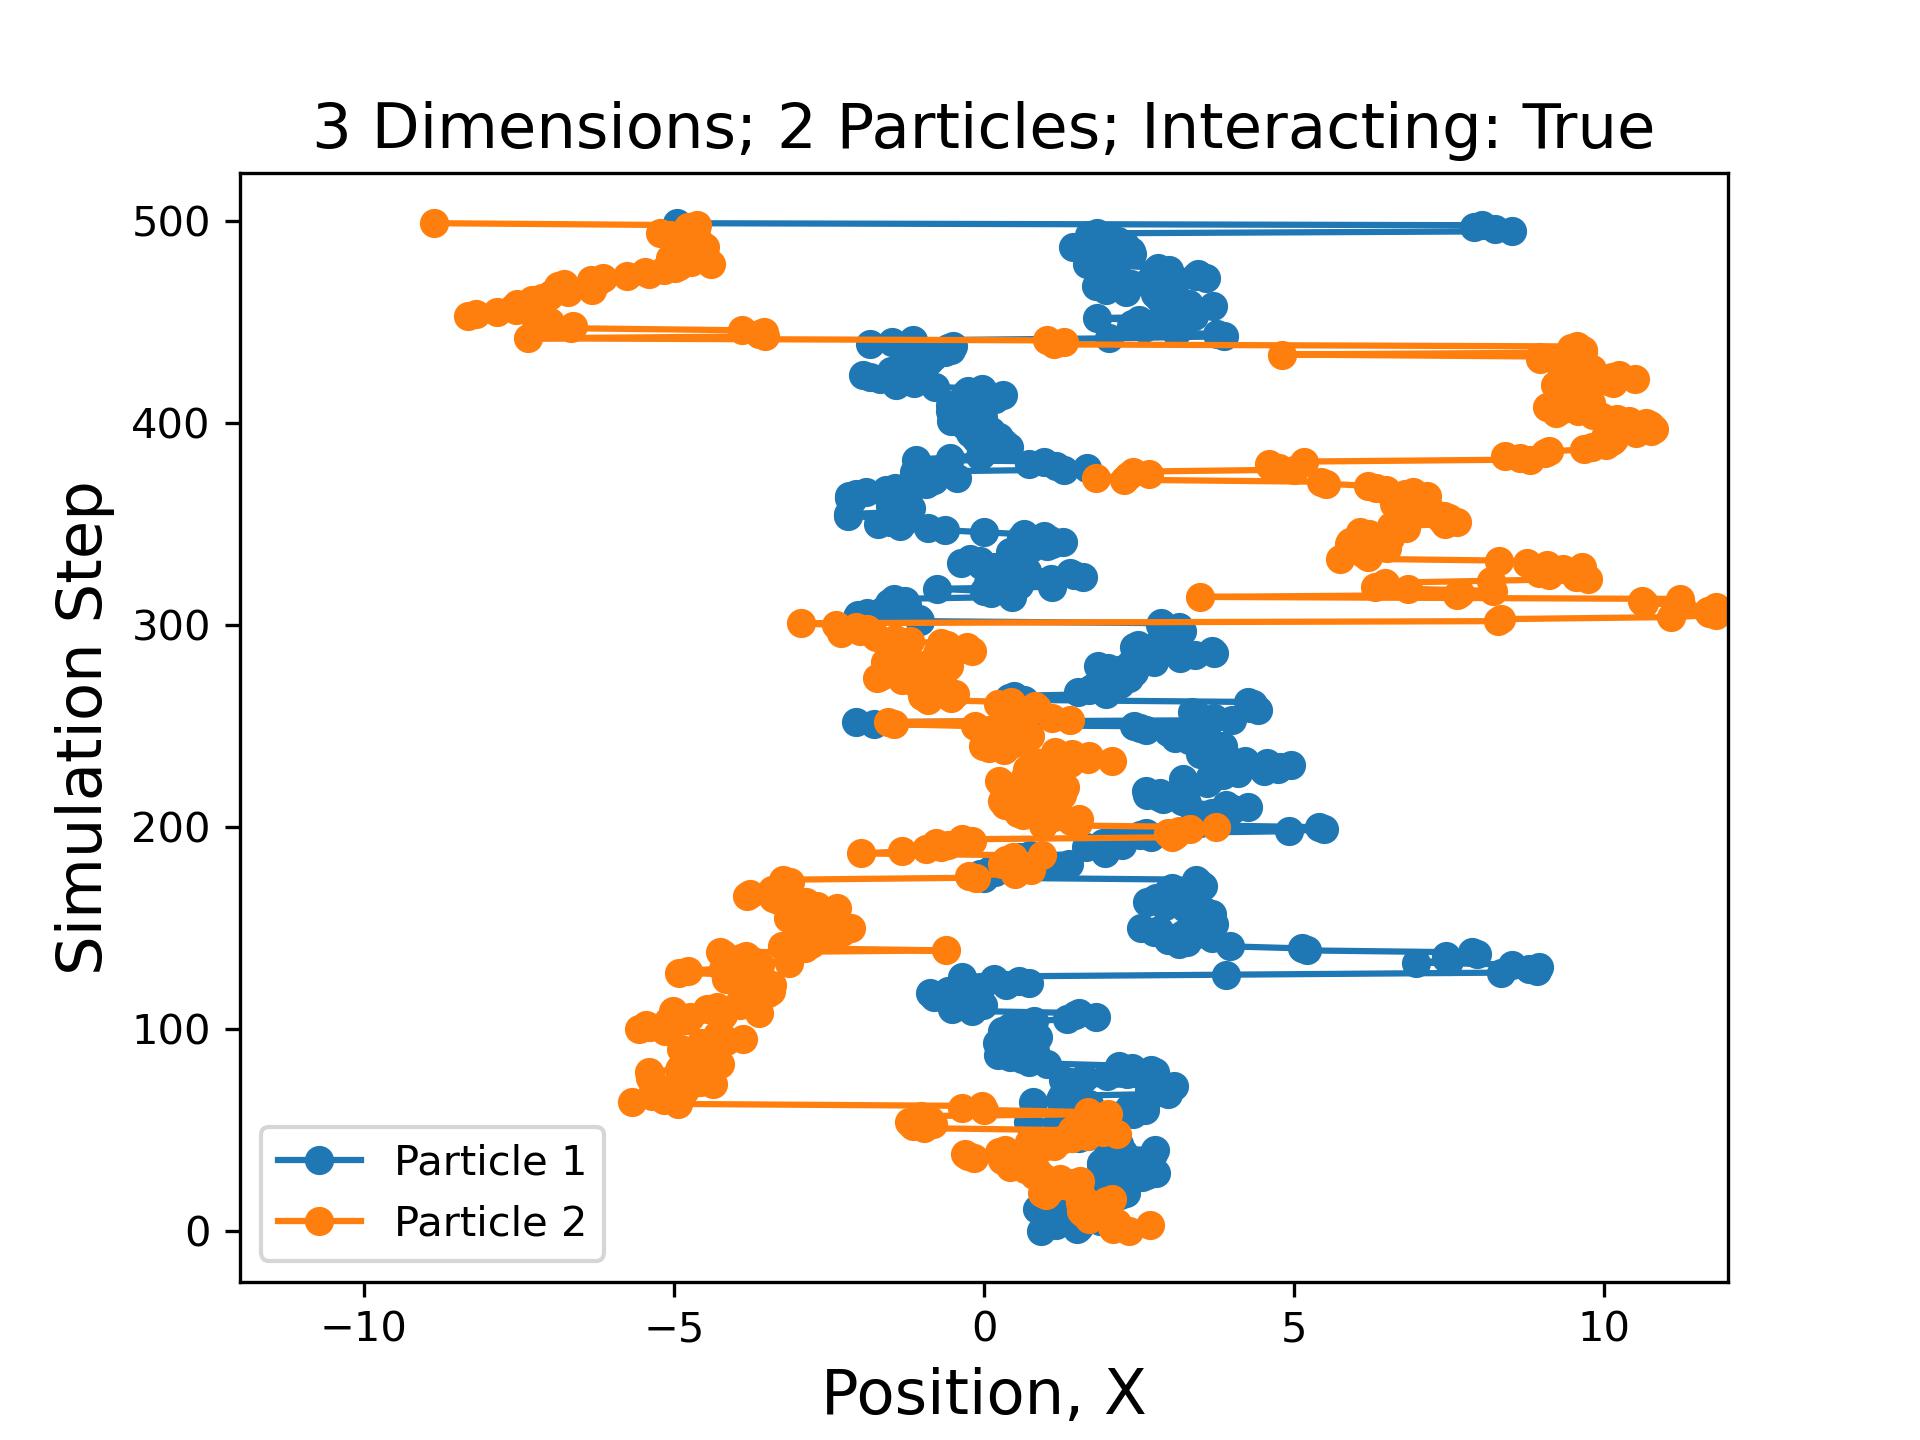 3 Dimensions; 2 Particles; Interacting: True
Simulation Step
500
400
300
200
100
0
Particle 1
Particle 2
−10
−5
0
5
10
Position, X